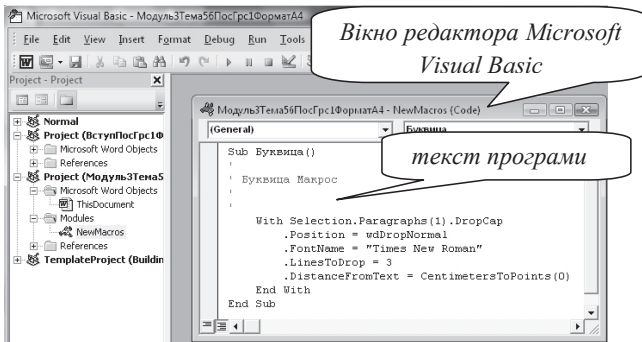 Microsoft Visual Basic - Модуль3Тема56ПосГрс1ФорматА4
Вікно редактора Microsoft
Visual Basic
File Edit View Insert Format Debug Run Tools
Project - Project
Normal
Project (ВступПосГрс1Ф
Microsoft Word Objects
References
Project (Модуль3Тема5
Microsoft Word Objects
ThisDocument
Modules
NewMacros
References
TemplateProject (Buildin
Модуль3Тема56ПосГрс1ФорматА4 - NewMacros (Code)
(General)
Буквица
текст програми
Sub Буквица()
'
' Буквица Макрос
'
'
With Selection.Paragraphs(1).DropCap
.Position = wdDropNormal
.FontName = "Times New Roman"
.LinesToDrop = 3
.DistanceFromText = CentimetersToPoints(0)
End With
End Sub